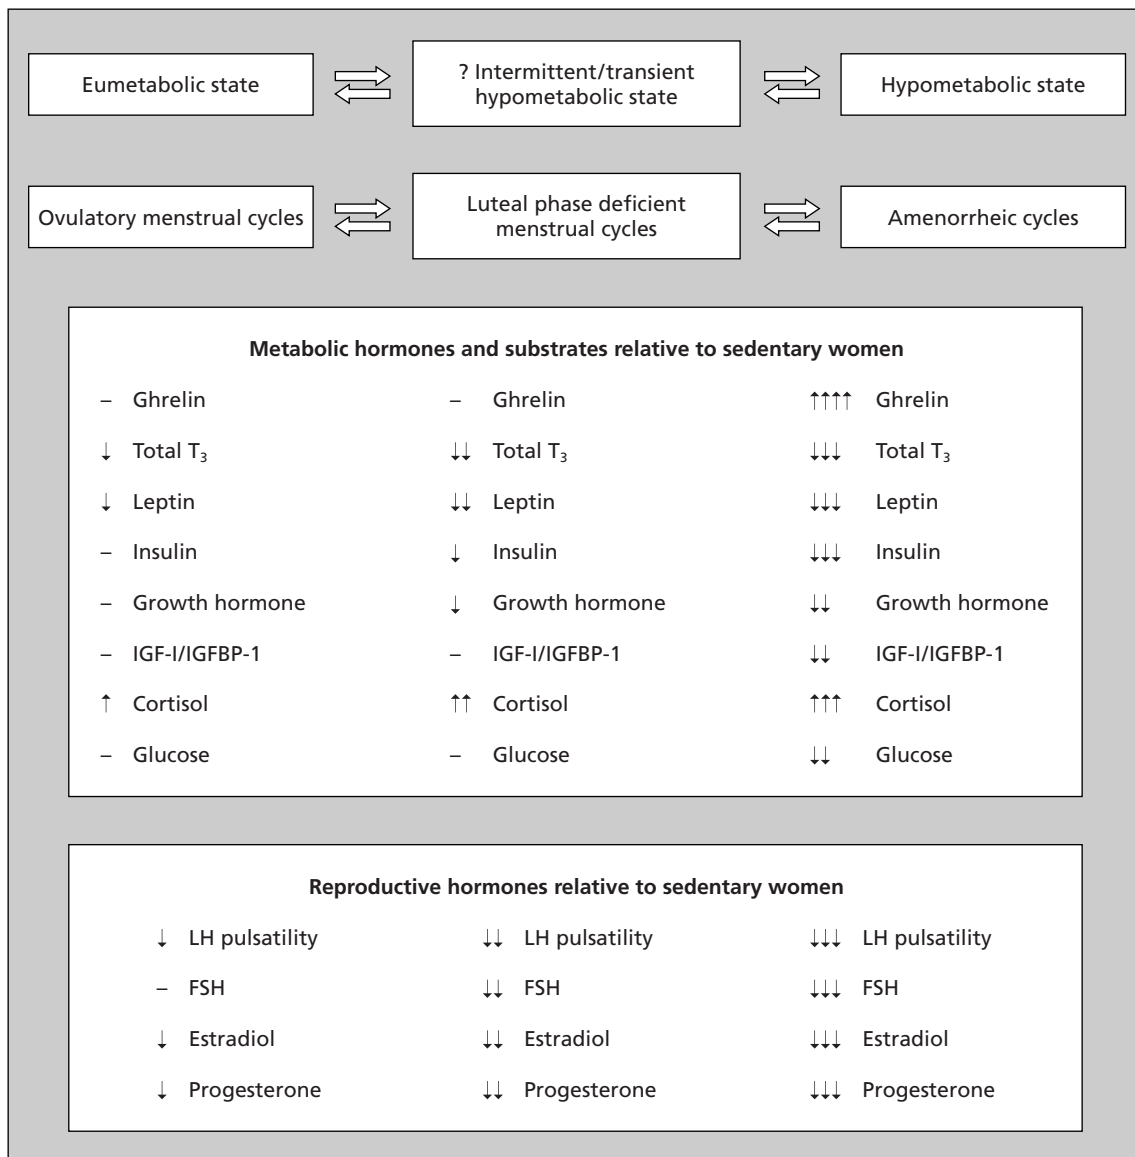 Eumetabolic state
? Intermittent/transient
hypometabolic state
Hypometabolic state
Ovulatory menstrual cycles
Luteal phase deficient
menstrual cycles
Amenorrheic cycles
Metabolic hormones and substrates relative to sedentary women
– Ghrelin – Ghrelin ↑↑↑↑ Ghrelin
↓ Total T₃ ↓↓ Total T₃ ↓↓↓ Total T₃
↓ Leptin ↓↓ Leptin ↓↓↓ Leptin
– Insulin ↓ Insulin ↓↓↓ Insulin
– Growth hormone ↓ Growth hormone ↓↓ Growth hormone
– IGF-I/IGFBP-1 – IGF-I/IGFBP-1 ↓↓ IGF-I/IGFBP-1
↑ Cortisol ↑↑ Cortisol ↑↑↑ Cortisol
– Glucose – Glucose ↓↓ Glucose
Reproductive hormones relative to sedentary women
↓ LH pulsatility ↓↓ LH pulsatility ↓↓↓ LH pulsatility
– FSH ↓↓ FSH ↓↓↓ FSH
↓ Estradiol ↓↓ Estradiol ↓↓↓ Estradiol
↓ Progesterone ↓↓ Progesterone ↓↓↓ Progesterone